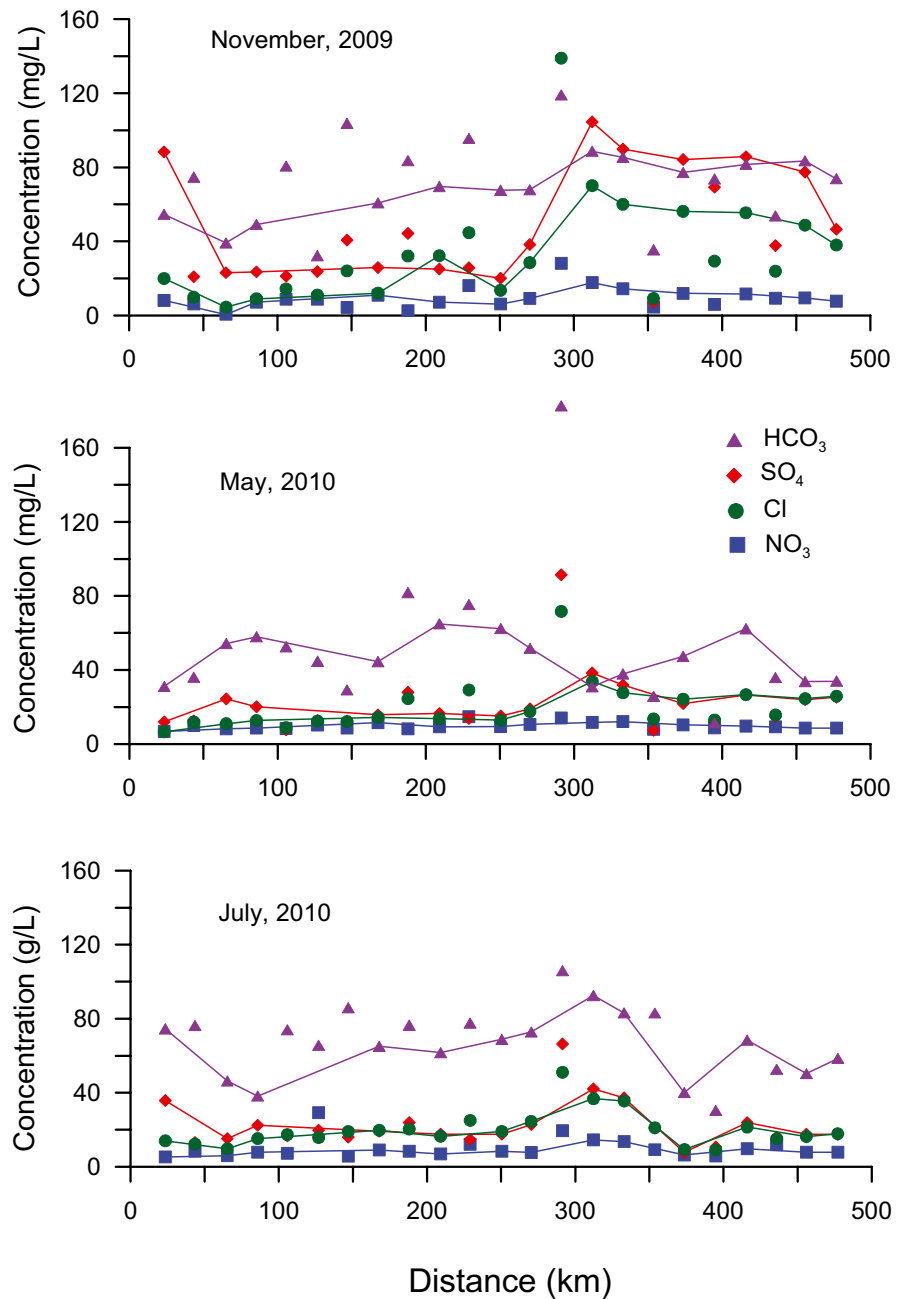 160
November, 2009
120
80
40
0
Concentration (mg/L)
0 100 200 300 400 500
160
May, 2010
120
80
40
0
Concentration (mg/L)
HCO3
SO4
Cl
NO3
0 100 200 300 400 500
160
July, 2010
120
80
40
0
Concentration (g/L)
0 100 200 300 400 500
Distance (km)